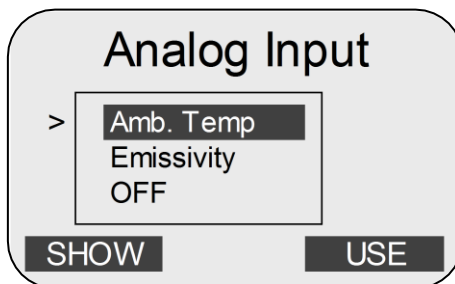 Analog Input
> Amb. Temp
Emissivity
OFF
SHOW USE